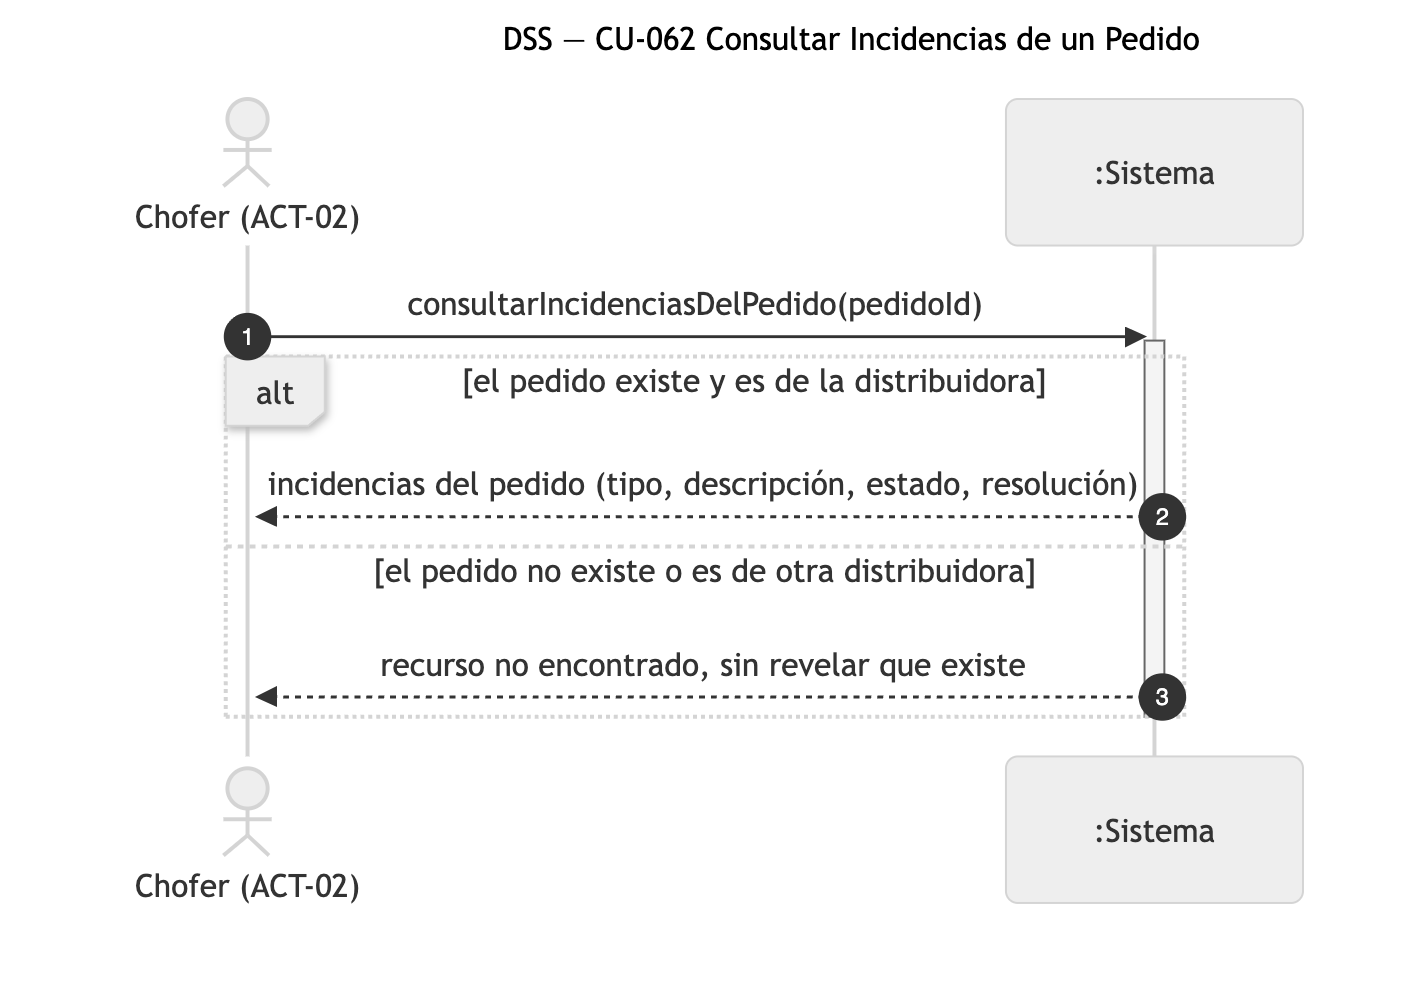 DSS — CU-062 Consultar Incidencias de un Pedido
Chofer (ACT-02)
:Sistema
consultarIncidenciasDelPedido(pedidoId)
1
alt
[el pedido existe y es de la distribuidora]
incidencias del pedido (tipo, descripción, estado, resolución)
2
[el pedido no existe o es de otra distribuidora]
recurso no encontrado, sin revelar que existe
3
Chofer (ACT-02)
:Sistema